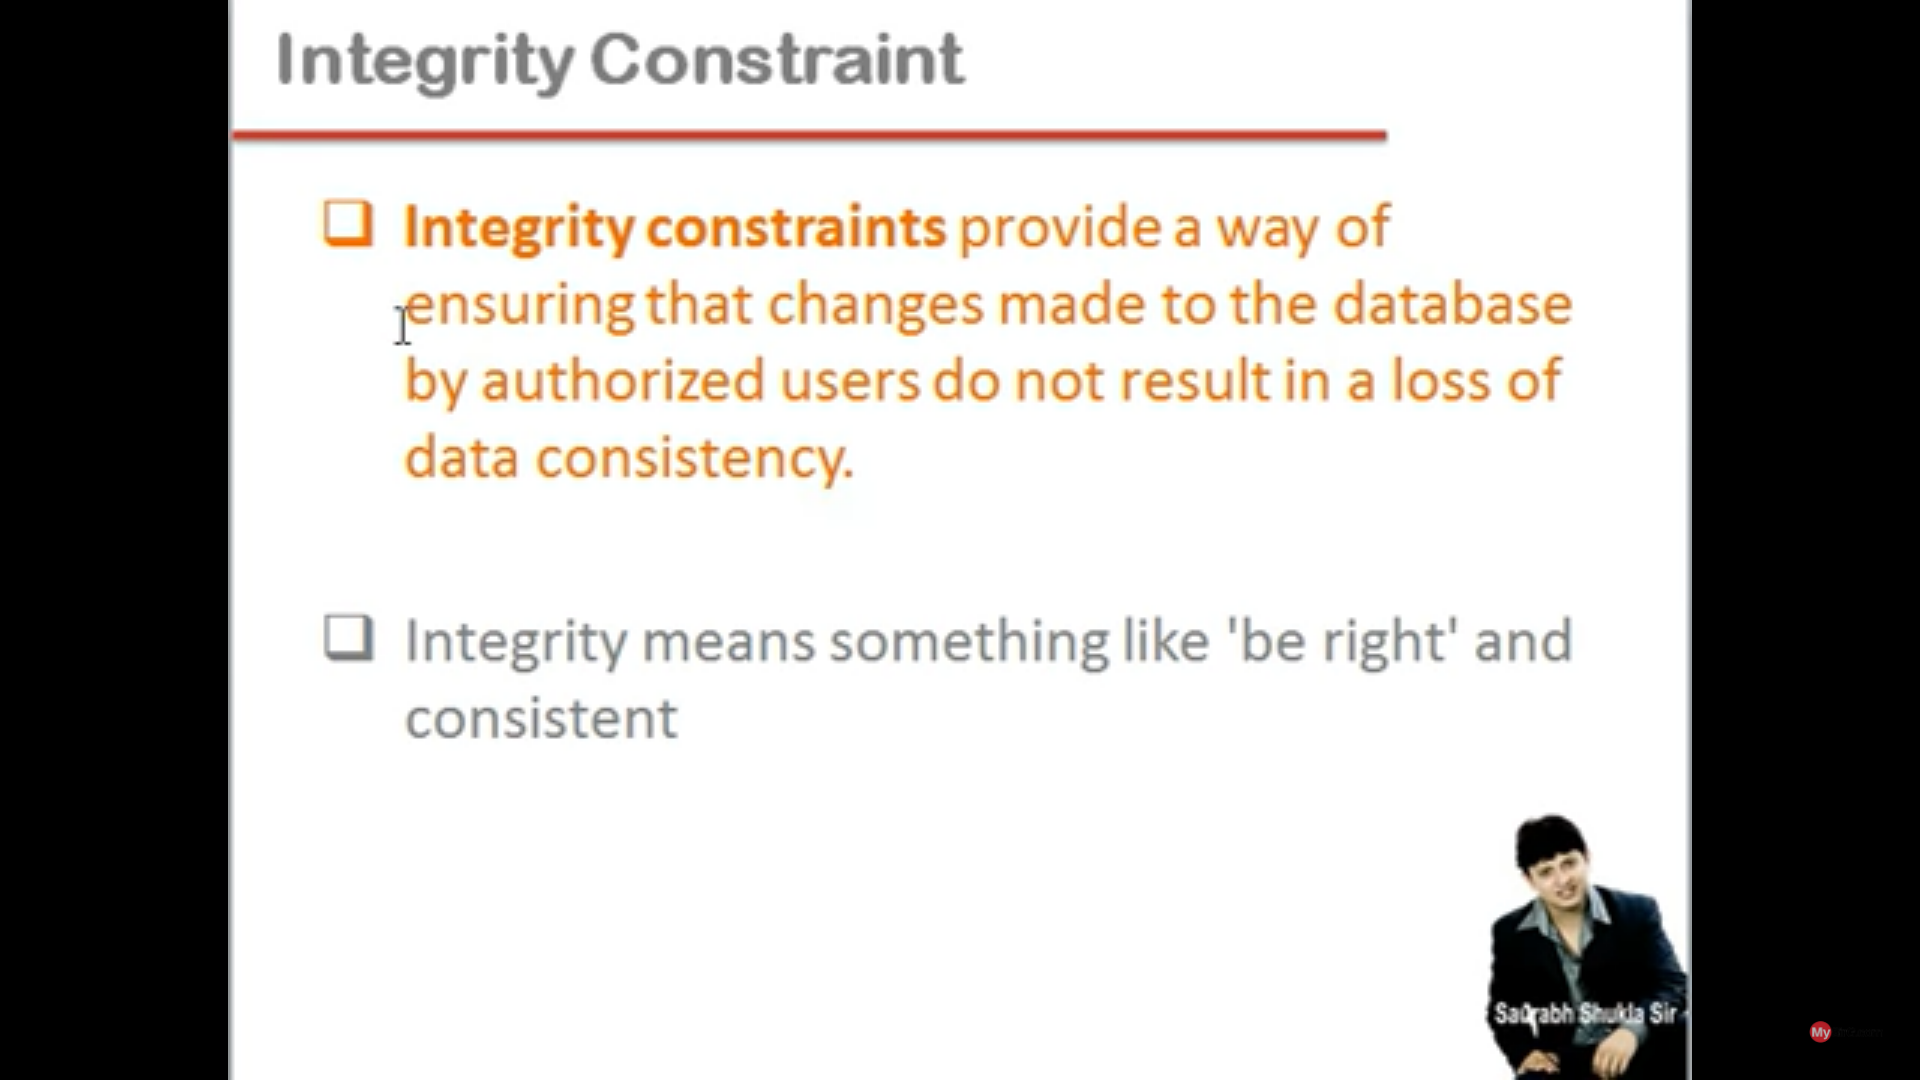 Integrity Constraint
Integrity constraints provide a way of
ensuring that changes made to the database
by authorized users do not result in a loss of
data consistency.
Integrity means something like 'be right' and
consistent
Saurabh Shukla Sir
My